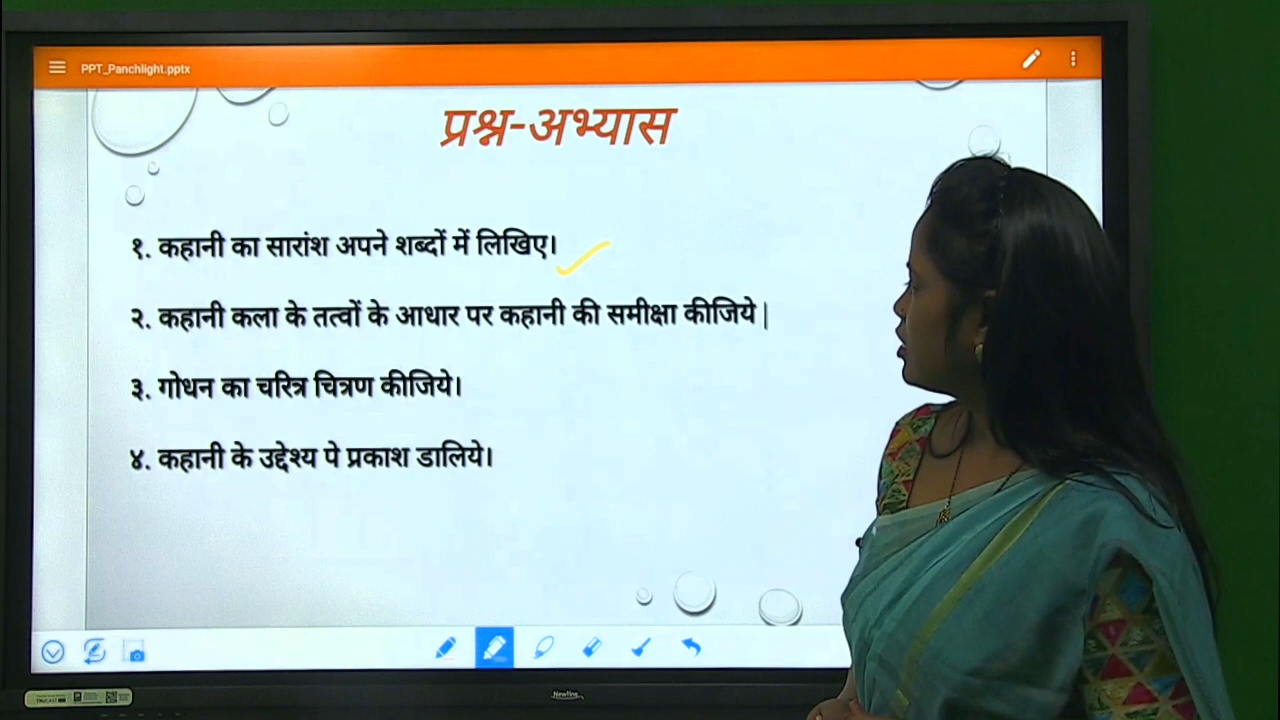 PPT_Panchlight.pptx
प्रश्न-अभ्यास
१. कहानी का सारांश अपने शब्दों में लिखिए।
२. कहानी कला के तत्वों के आधार पर कहानी की समीक्षा कीजिये |
३. गोधन का चरित्र चित्रण कीजिये।
४. कहानी के उद्देश्य पे प्रकाश डालिये।
Newline